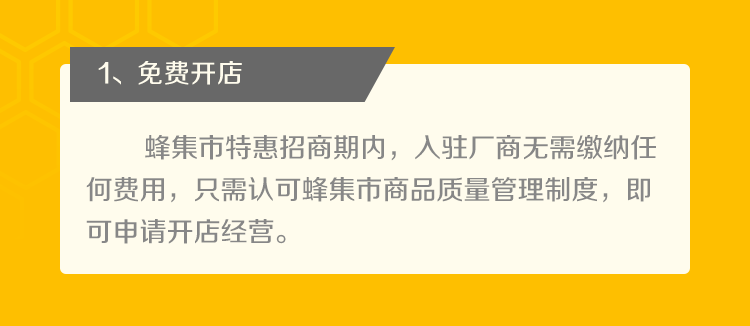 1、免费开店
蜂集市特惠招商期内，入驻厂商无需缴纳任
何费用，只需认可蜂集市商品质量管理制度，即
可申请开店经营。